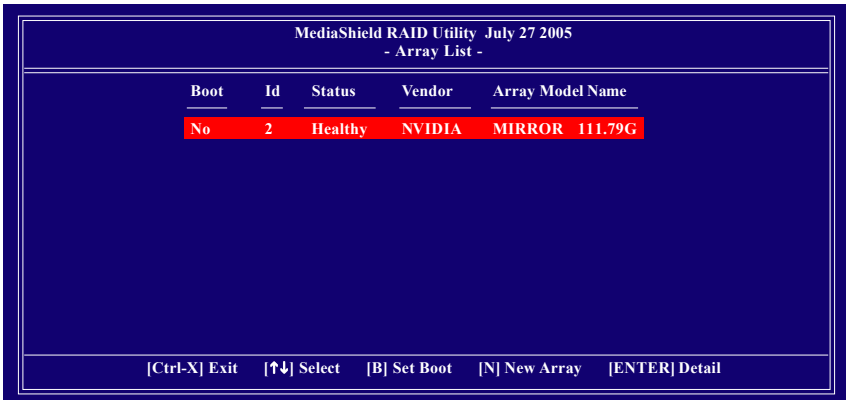 MediaShield RAID Utility July 27 2005
- Array List -
Boot Id Status Vendor Array Model Name
No 2 Healthy NVIDIA MIRROR 111.79G
[Ctrl-X] Exit [↑↓] Select [B] Set Boot [N] New Array [ENTER] Detail